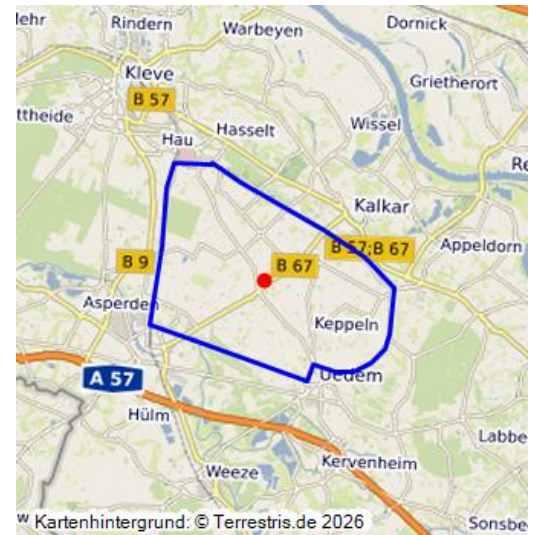 lehr
Rindern
Warbeyen
Dornick
Kleve
Grietherort
B 57
ttheide
Hau
Hasselt
Wissel
Re
Kalkar
B 57;B 67
Appeldorn
B 9
B 67
Asperden
Keppeln
A 57
Uedem
Hülm
Labbe
Kervenheim
Weeze
w Kartenhintergrund: © Terrestris.de 2026
Sonsbe